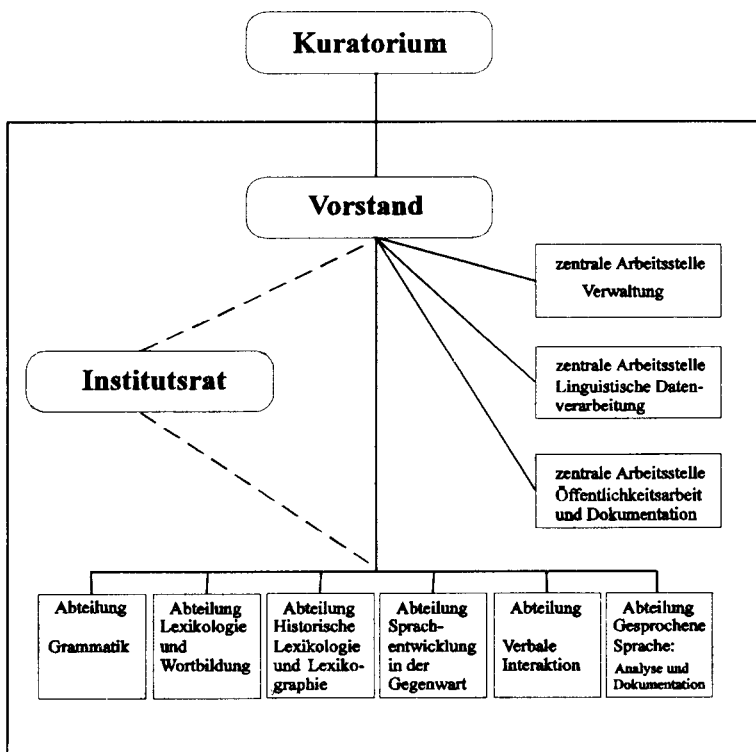 Kuratorium
Vorstand
zentrale Arbeitsstelle
Verwaltung
Institutsrat
zentrale Arbeitsstelle
Linguistische Daten-
verarbeitung
zentrale Arbeitsstelle
Öffentlichkeitsarbeit
und Dokumentation
Abteilung
Grammatik
Abteilung
Lexikologie
und
Wortbildung
Abteilung
Historische
Lexikologie
und Lexiko-
graphie
Abteilung
Sprach-
entwicklung
in der
Gegenwart
Abteilung
Verbale
Interaktion
Abteilung
Gesprochene
Sprache:
Analyse und
Dokumentation